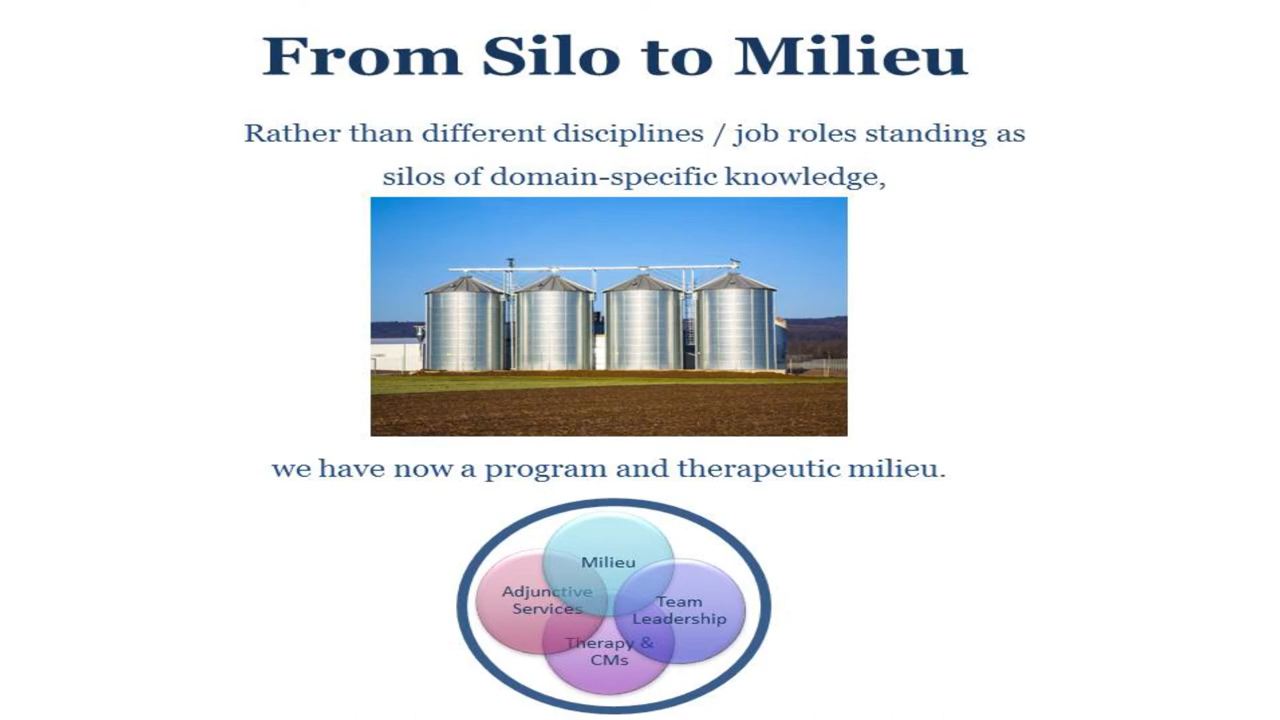 From Silo to Milieu
Rather than different disciplines / job roles standing as
silos of domain-specific knowledge,
we have now a program and therapeutic milieu.
Milieu
Adjunctive
Services
Team
Leadership
Therapy &
CMs